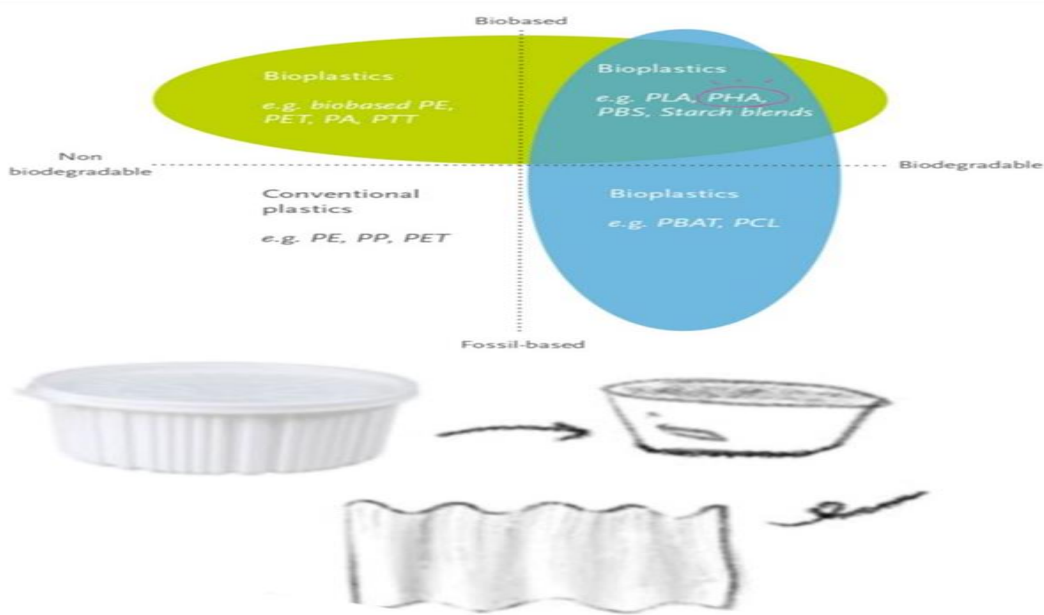 Biobased
Bioplastics
e.g. biobased PE,
PET, PA, PTT
Bioplastics
e.g. PLA, PHA,
PBS, Starch blends
Non
biodegradable
Biodegradable
Conventional
plastics
e.g. PE, PP, PET
Bioplastics
e.g. PBAT, PCL
Fossil-based